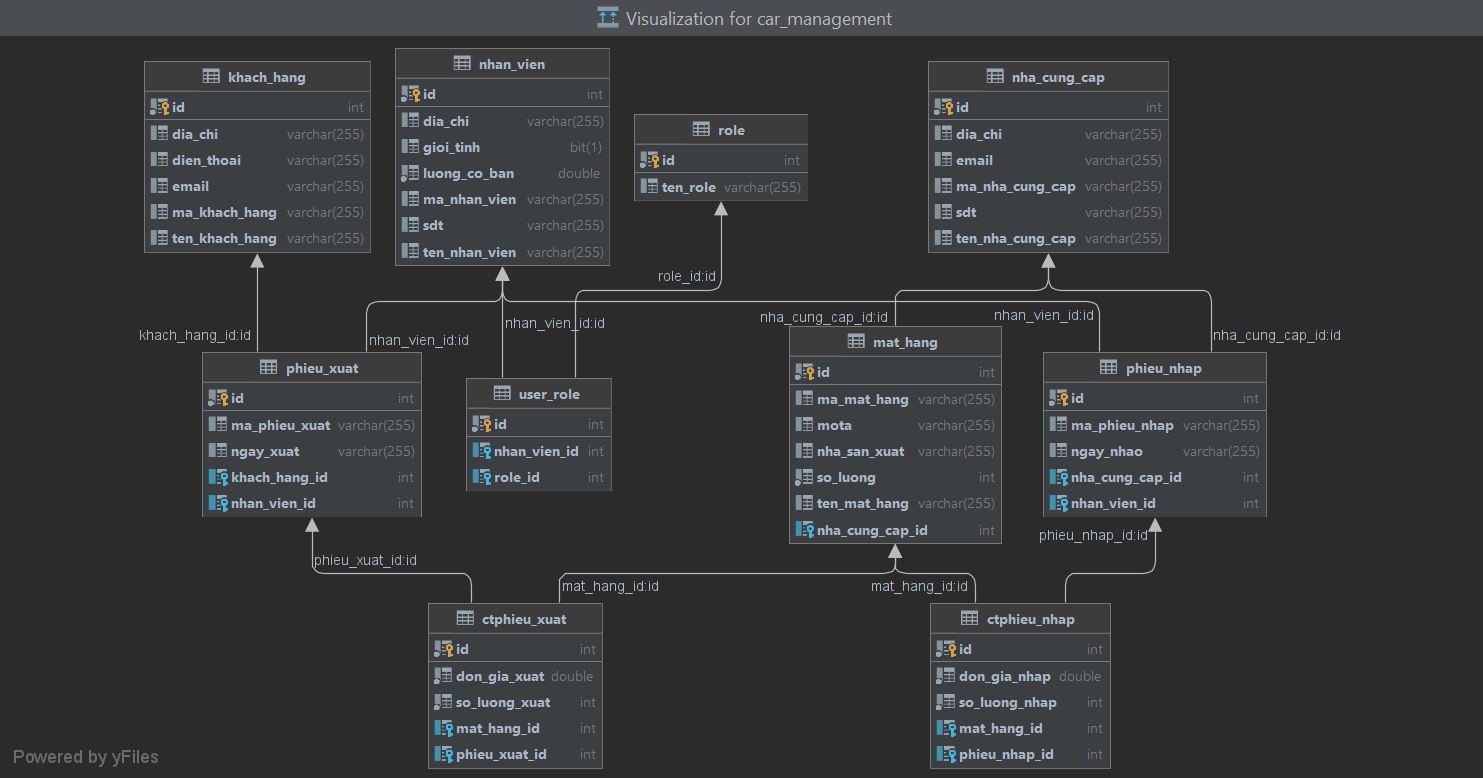 Visualization for car_management
khach_hang
id int
dia_chi varchar(255)
dien_thoai varchar(255)
email varchar(255)
ma_khach_hang varchar(255)
ten_khach_hang varchar(255)
nhan_vien
id int
dia_chi varchar(255)
gioi_tinh bit(1)
luong_co_ban double
ma_nhan_vien varchar(255)
sdt varchar(255)
ten_nhan_vien varchar(255)
role
id int
ten_role varchar(255)
nha_cung_cap
id int
dia_chi varchar(255)
email varchar(255)
ma_nha_cung_cap varchar(255)
sdt varchar(255)
ten_nha_cung_cap varchar(255)
khach_hang_id:id
nhan_vien_id:id
nhan_vien_id:id
role_id:id
nha_cung_cap_id:id
nhan_vien_id:id
nha_cung_cap_id:id
phieu_xuat
id int
ma_phieu_xuat varchar(255)
ngay_xuat varchar(255)
khach_hang_id int
nhan_vien_id int
user_role
id int
nhan_vien_id int
role_id int
mat_hang
id int
ma_mat_hang varchar(255)
mota varchar(255)
nha_san_xuat varchar(255)
so_luong int
ten_mat_hang varchar(255)
nha_cung_cap_id int
phieu_nhap
id int
ma_phieu_nhap varchar(255)
ngay_nhao varchar(255)
nha_cung_cap_id int
nhan_vien_id int
phieu_xuat_id:id
mat_hang_id:id
mat_hang_id:id
phieu_nhap_id:id
ctphieu_xuat
id int
don_gia_xuat double
so_luong_xuat int
mat_hang_id int
phieu_xuat_id int
ctphieu_nhap
id int
don_gia_nhap double
so_luong_nhap int
mat_hang_id int
phieu_nhap_id int
Powered by yFiles